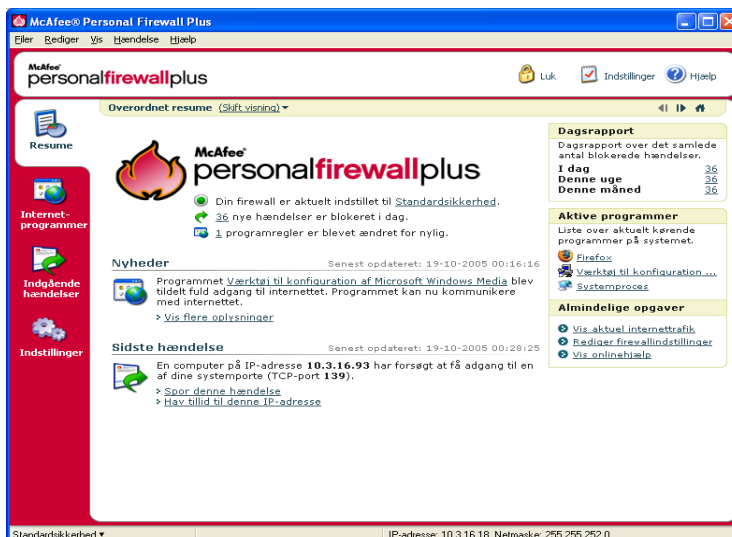 McAfee® Personal Firewall Plus
Filer Rediger Vis Hændelse Hjælp
McAfee®
personalfirewallplus
Luk
Indstillinger
Hjælp
Resume
Internet-
programmer
Indgående
hændelser
Indstillinger
Overordnet resume (Skift visning)
McAfee®
personalfirewallplus
Din firewall er aktuelt indstillet til Standardsikkerhed.
36 nye hændelser er blokeret i dag.
1 programregler er blevet ændret for nylig.
Nyheder
Senest opdateret: 19-10-2005 00:16:16
Programmet Værktøj til konfiguration af Microsoft Windows Media blev
tildelt fuld adgang til internettet. Programmet kan nu kommunikere
med internettet.
> Vis flere oplysninger
Sidste hændelse
Senest opdateret: 19-10-2005 00:28:25
En computer på IP-adresse 10.3.16.93 har forsøgt at få adgang til en
af dine systemporte (TCP-port 139).
> Spor denne hændelse
> Hav tillid til denne IP-adresse
Dagsrapport
Dagsrapport over det samlede
antal blokerede hændelser.
I dag 36
Denne uge 36
Denne måned 36
Aktive programmer
Liste over aktuelt kørende
programmer på systemet.
Firefox
Værktøj til konfiguration ...
Systemproces
Almindelige opgaver
Vis aktuel internettrafik
Rediger firewallindstillinger
Vis onlinehjælp
Standardsikkerhed
IP-adresse: 10.3.16.18 Netmaske: 255.255.252.0